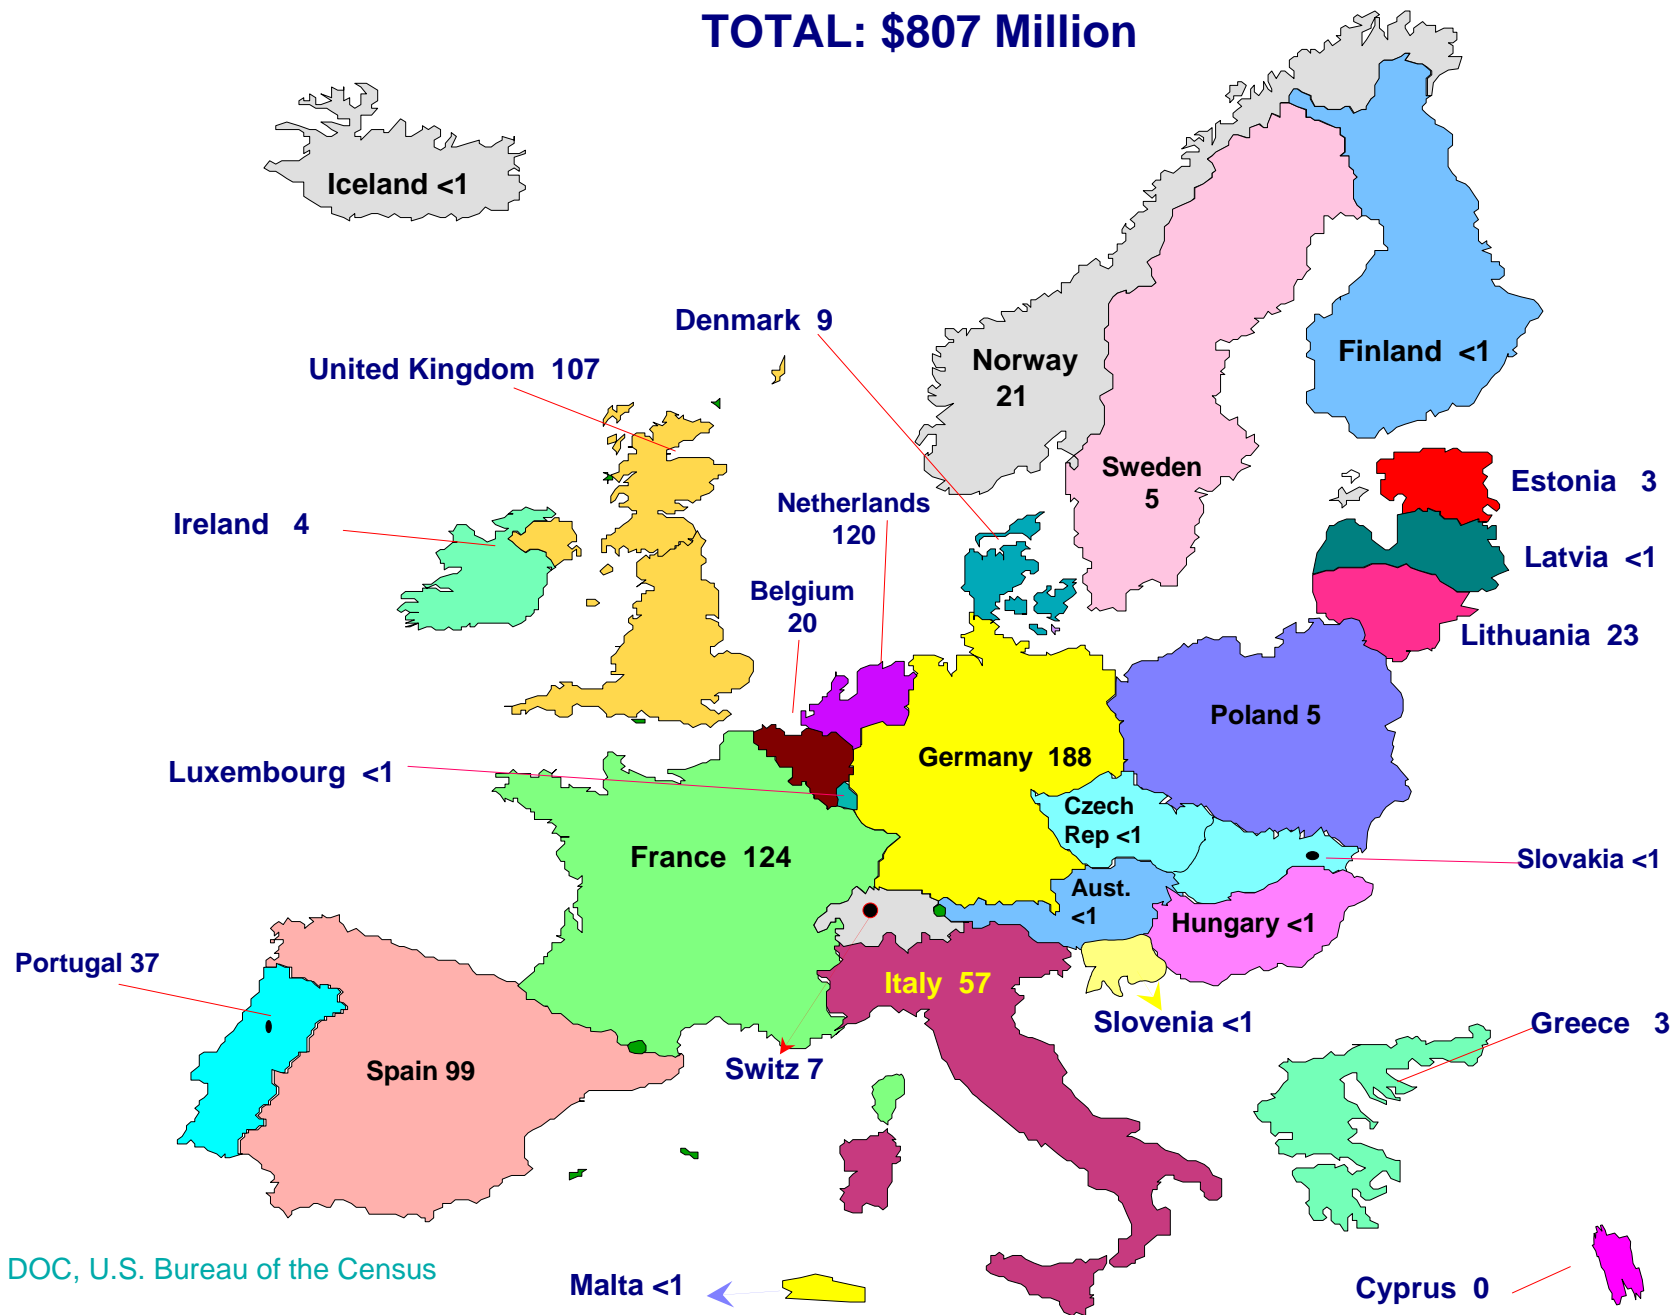 TOTAL: $807 Million
Iceland <1
Denmark  9
United Kingdom  107
Norway
21
Finland  <1
Sweden
5
Netherlands
120
Estonia   3
Ireland   4
Latvia  <1
Belgium
20
Lithuania  23
Poland 5
Germany  188
Luxembourg  <1
Czech
Rep <1
France  124
Slovakia <1
Aust.
<1
Hungary <1
Portugal 37
Italy  57
Slovenia <1
Greece   3
Switz 7
Spain 99
DOC, U.S. Bureau of the Census
Malta <1
Cyprus  0